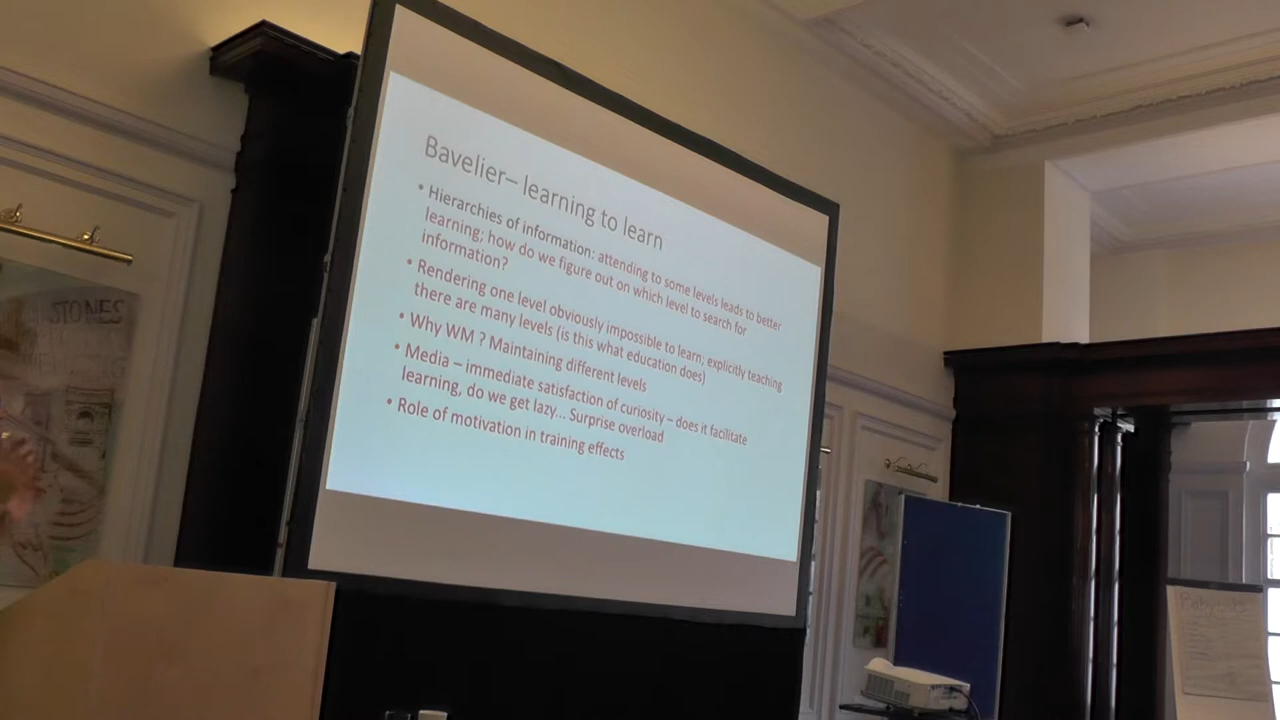 Bavelier– learning to learn
• Hierarchies of information: attending to some levels leads to better
learning; how do we figure out on which level to search for
information?
• Rendering one level obviously impossible to learn; explicitly teaching
there are many levels (is this what education does)
• Why WM ? Maintaining different levels
• Media – immediate satisfaction of curiosity – does it facilitate
learning, do we get lazy... Surprise overload
• Role of motivation in training effects
STONES